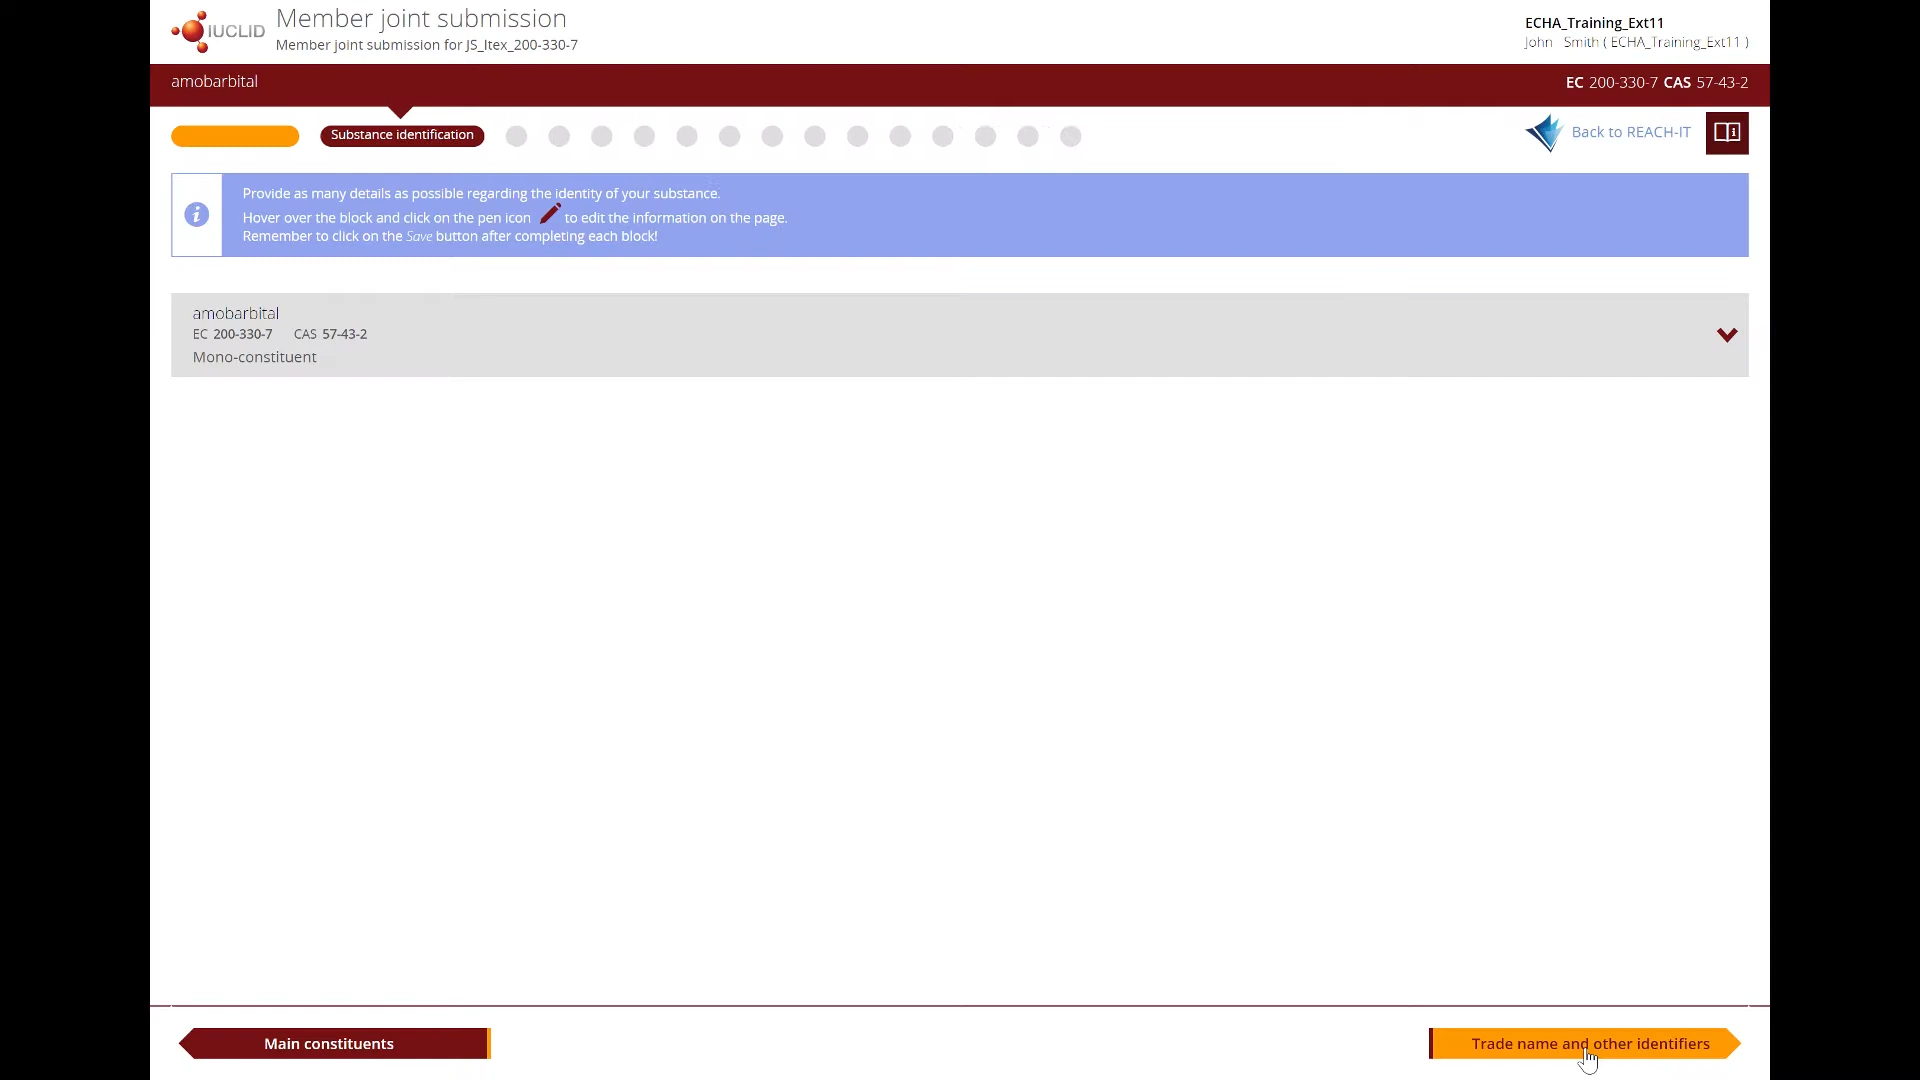 IUCLID
Member joint submission
Member joint submission for JS_Itex_200-330-7
ECHA_Training_Ext11
John Smith ( ECHA_Training_Ext11 )
amobarbital
EC 200-330-7 CAS 57-43-2
Substance identification
Back to REACH-IT
Provide as many details as possible regarding the identity of your substance.
Hover over the block and click on the pen icon to edit the information on the page.
Remember to click on the Save button after completing each block!
amobarbital
EC 200-330-7 CAS 57-43-2
Mono-constituent
Main constituents
Trade name and other identifiers